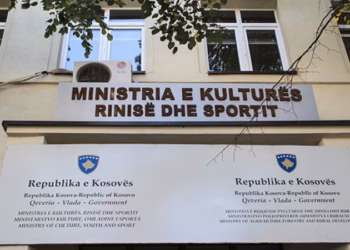 MINISTRIA E KULTURËS
RINISË DHE SPORTIT
Republika e Kosovës
Republika Kosova-Republic of Kosovo
Qeveria - Vlada - Government
MINISTRIA E KULTURËS, RINISË DHE SPORTIT
MINISTARSTVO KULTURE, OMLADINE I SPORTA
MINISTRY OF CULTURE, YOUTH AND SPORT
Republika e Kosovës
Republika Kosova-Republic of Kosovo
Qeveria - Vlada - Government